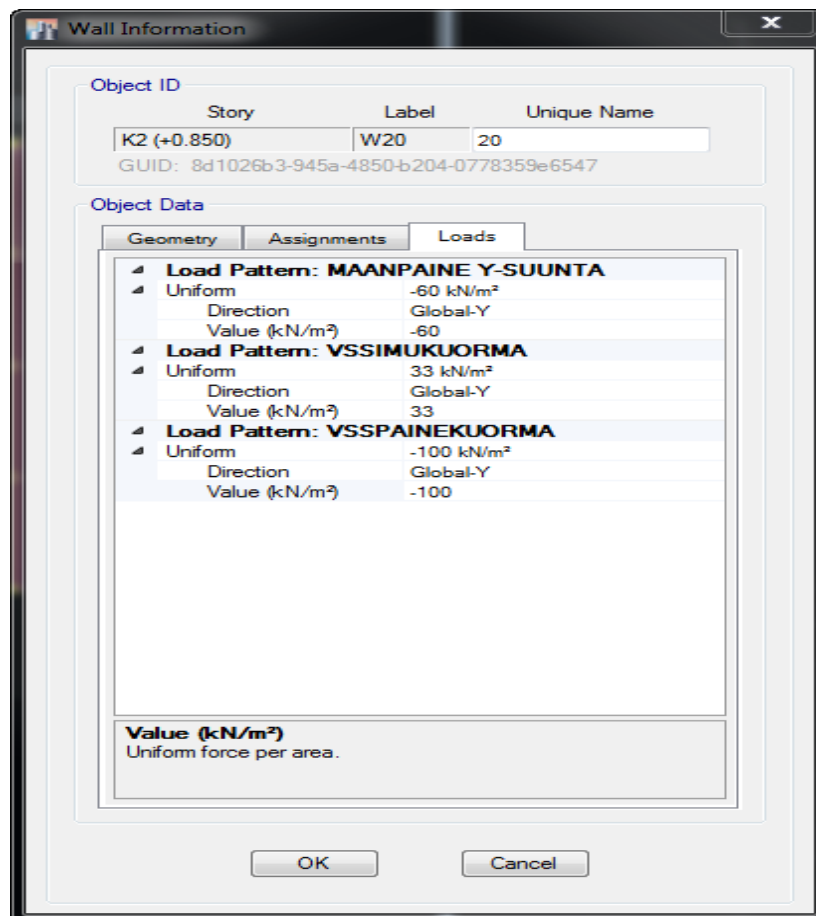 Wall Information
Object ID
Story Label Unique Name
K2 (+0.850) W20 20
GUID: 8d1026b3-945a-4850-b204-0778359e6547
Object Data
Geometry Assignments Loads
Load Pattern: MAANPAINE Y-SUUNTA
Uniform -60 kN/m²
Direction Global-Y
Value (kN/m²) -60
Load Pattern: VSSIMUKUORMA
Uniform 33 kN/m²
Direction Global-Y
Value (kN/m²) 33
Load Pattern: VSSPAINEKUORMA
Uniform -100 kN/m²
Direction Global-Y
Value (kN/m²) -100
Value (kN/m²)
Uniform force per area.
OK Cancel